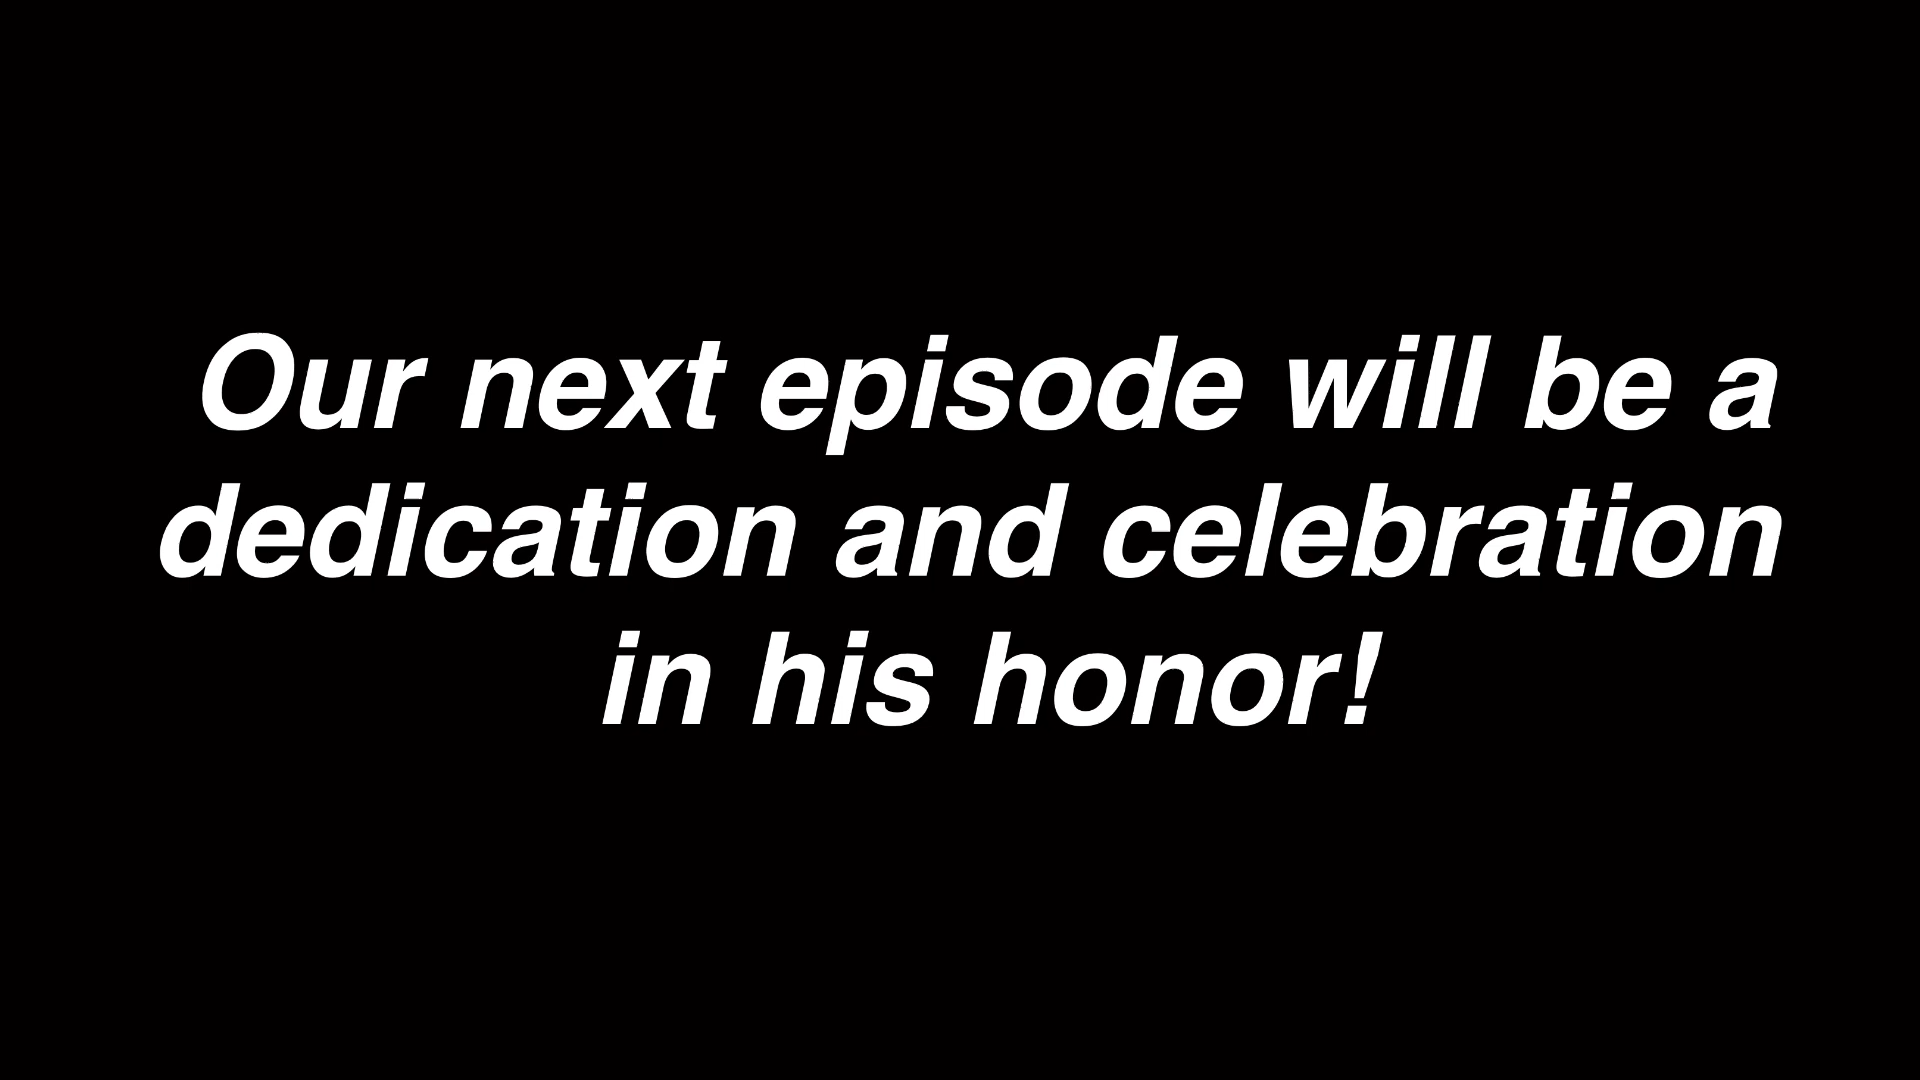 Our next episode will be a
dedication and celebration
in his honor!